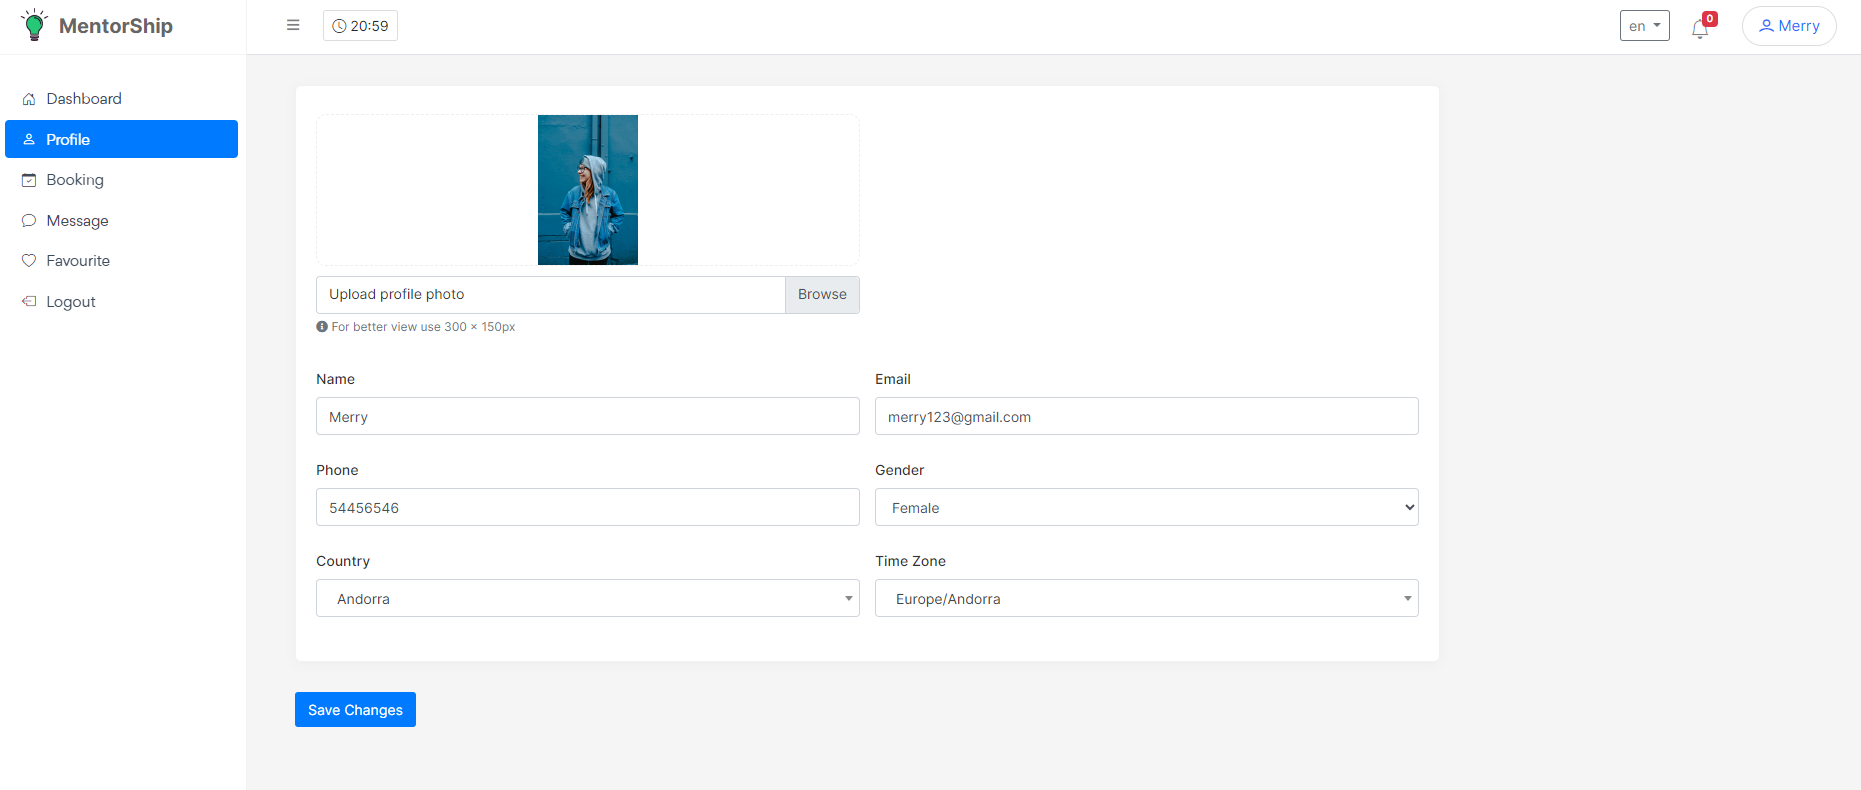 MentorShip
20:59
en
0
Merry
Dashboard
Profile
Booking
Message
Favourite
Logout
Upload profile photo
Browse
For better view use 300 × 150px
Name
Email
Merry
merry123@gmail.com
Phone
Gender
54456546
Female
Country
Time Zone
Andorra
Europe/Andorra
Save Changes